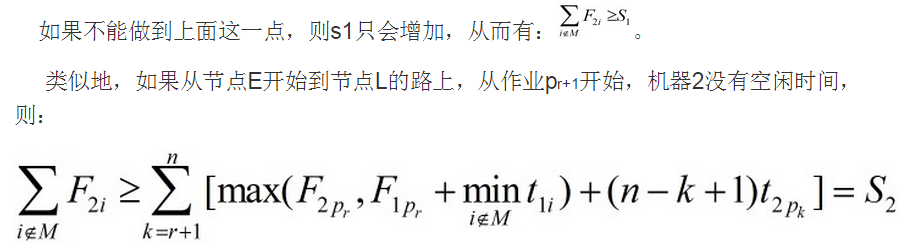 如果不能做到上面这一点，则s1只会增加，从而有：$\sum_{i \notin M} F_{2i} \geq S_1$。
类似地，如果从节点E开始到节点L的路上，从作业p_{r+1}开始，机器2没有空闲时间，
则：
$\sum_{i \notin M} F_{2i} \geq \sum_{k=r+1}^{n} [\max(F_{2p_r}, F_{1p_r} + \min_{i \notin M} t_{1i}) + (n-k+1)t_{2p_k}] = S_2$